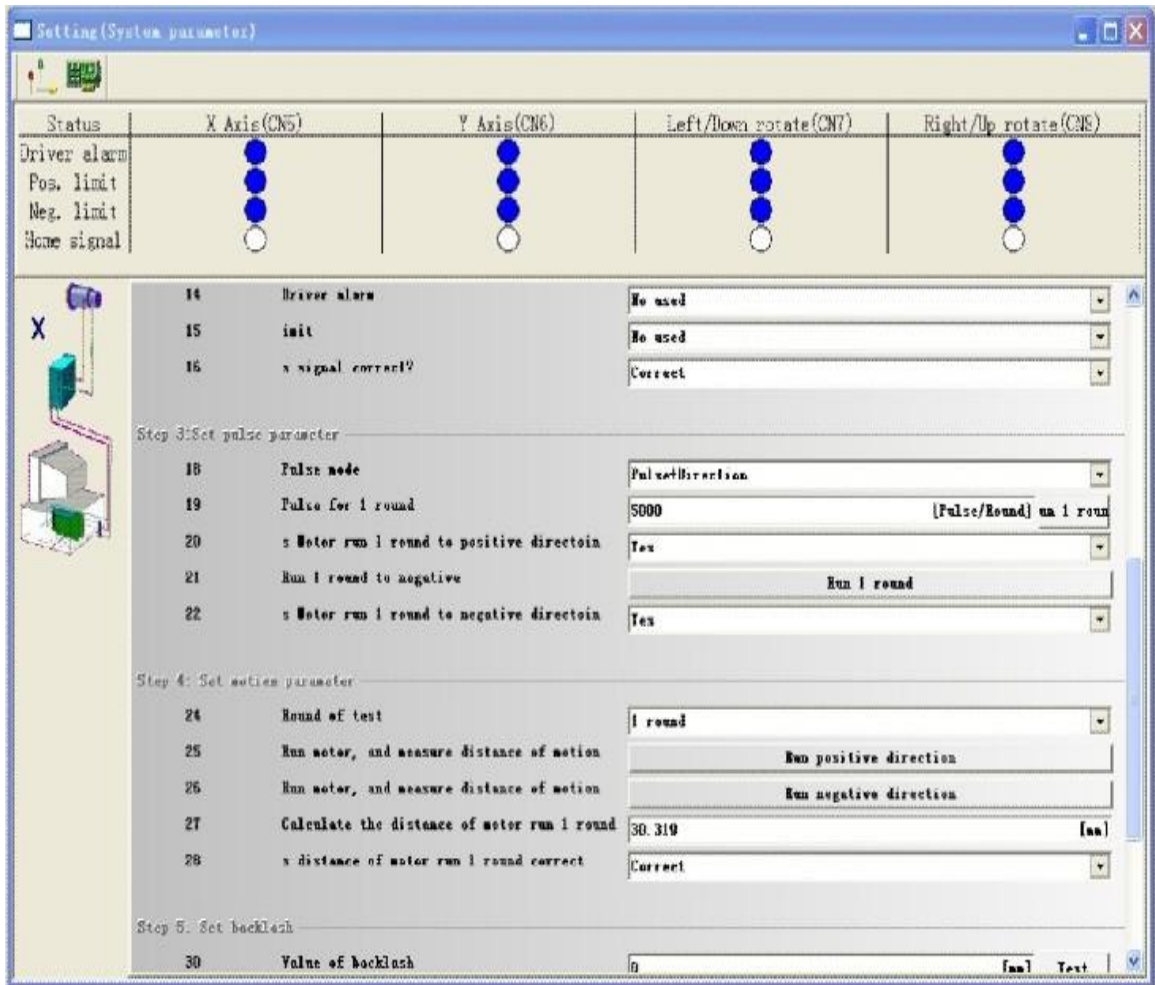 Setting(System parameter)
Status X Axis(CN5) Y Axis(CN6) Left/Down rotate(CN7) Right/Up rotate(CN8)
Driver alarm
Pos. limit
Neg. limit
Home signal
X
14 Driver alarm No used
15 imit No used
16 s signal correct? Correct
Step 3:Set pulse parameter
18 Pulse mode Pulse+Direction
19 Pulse for 1 round 5000 [Pulse/Round] un 1 roun
20 s Motor run 1 round to positive directoin Yes
21 Run 1 round to negative Run 1 round
22 s Motor run 1 round to negative directoin Yes
Step 4: Set motion parameter
24 Round of test 1 round
25 Run motor, and measure distance of motion Run positive direction
26 Run motor, and measure distance of motion Run negative direction
27 Calculate the distance of motor run 1 round 30.319 [mm]
28 s distance of motor run 1 round correct Correct
Step 5: Set backlash
30 Value of backlash 0 [mm] Test